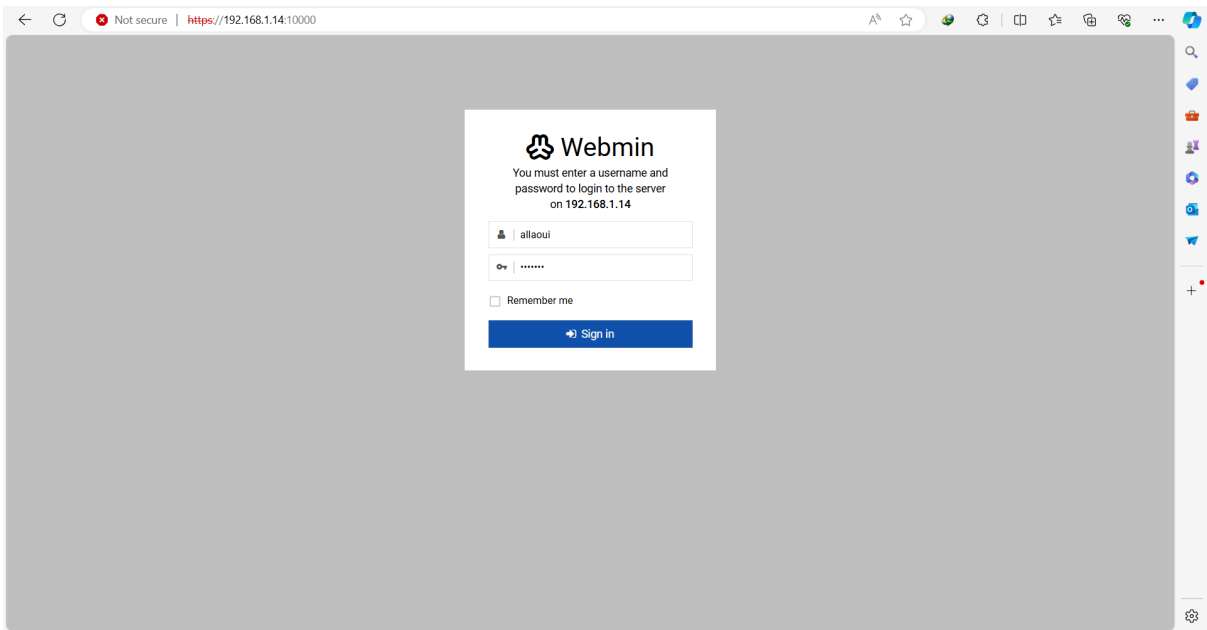 Not secure | https://192.168.1.14:10000
Webmin
You must enter a username and
password to login to the server
on 192.168.1.14
allaoui
•••••••
Remember me
Sign in